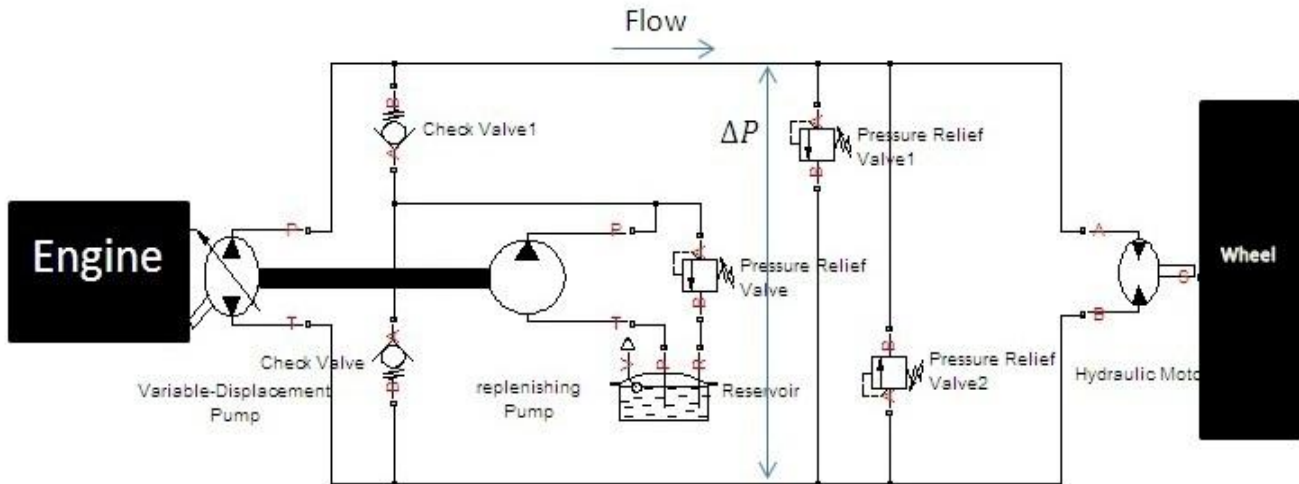 Flow
B
Check Valve1
A
ΔP
A
Pressure Relief
Valve1
B
Engine
P
P
A
Wheel
A
Pressure Relief
Valve
B
C
T
T
B
A
Check Valve
B
V
P
R
Variable-Displacement
Pump
replenishing
Pump
Reservoir
B
Pressure Relief
Valve2
A
Hydraulic Moto